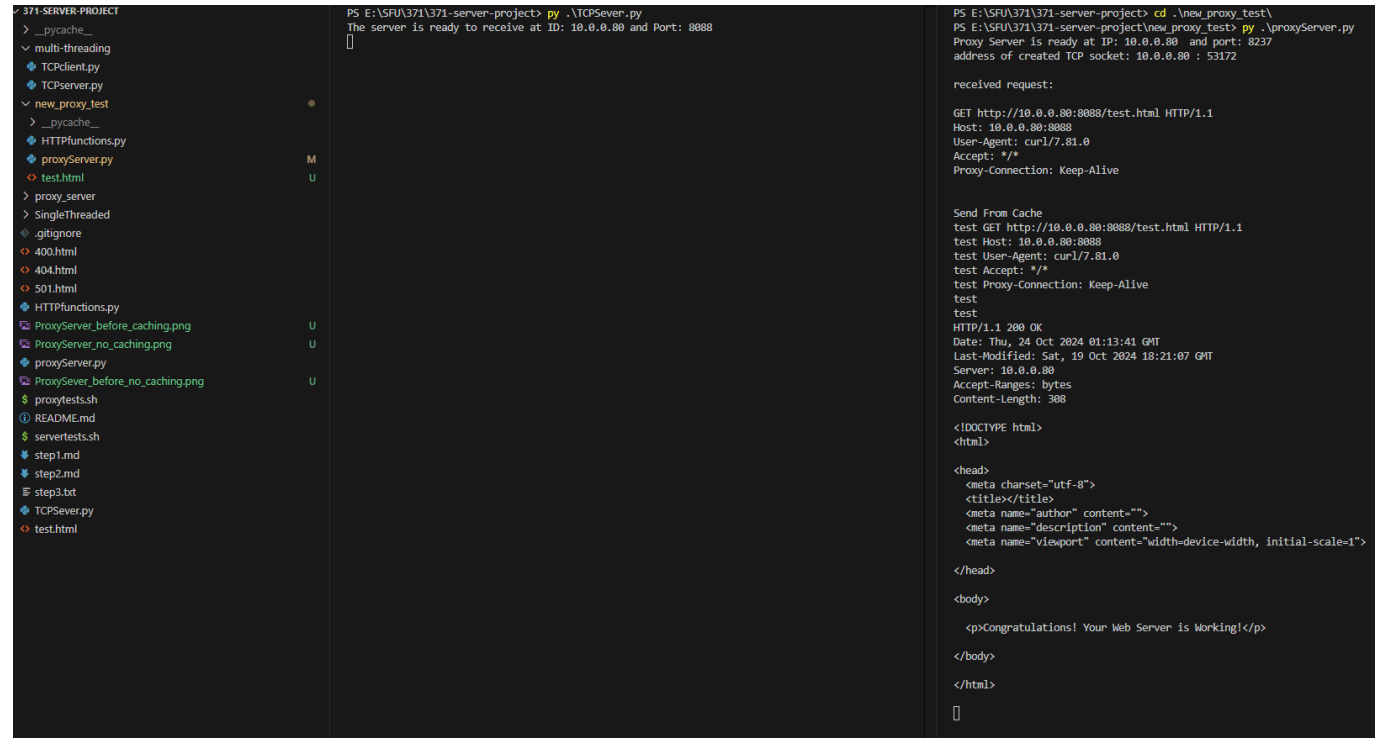 371-SERVER-PROJECT
__pycache__
multi-threading
TCPclient.py
TCPserver.py
new_proxy_test
__pycache__
HTTPfunctions.py
proxyServer.py M
test.html U
proxy_server
SingleThreaded
.gitignore
400.html
404.html
501.html
HTTPfunctions.py
ProxyServer_before_caching.png U
ProxyServer_no_caching.png U
proxyServer.py
ProxySever_before_no_caching.png U
proxytests.sh
README.md
servertests.sh
step1.md
step2.md
step3.txt
TCPSever.py
test.html
PS E:\SFU\371\371-server-project> py .\TCPSever.py
The server is ready to receive at ID: 10.0.0.80 and Port: 8088
PS E:\SFU\371\371-server-project> cd .\new_proxy_test\
PS E:\SFU\371\371-server-project\new_proxy_test> py .\proxyServer.py
Proxy Server is ready at IP: 10.0.0.80  and port: 8237
address of created TCP socket: 10.0.0.80 : 53172
received request:
GET http://10.0.0.80:8088/test.html HTTP/1.1
Host: 10.0.0.80:8088
User-Agent: curl/7.81.0
Accept: */*
Proxy-Connection: Keep-Alive
Send From Cache
test GET http://10.0.0.80:8088/test.html HTTP/1.1
test Host: 10.0.0.80:8088
test User-Agent: curl/7.81.0
test Accept: */*
test Proxy-Connection: Keep-Alive
test
test
HTTP/1.1 200 OK
Date: Thu, 24 Oct 2024 01:13:41 GMT
Last-Modified: Sat, 19 Oct 2024 18:21:07 GMT
Server: 10.0.0.80
Accept-Ranges: bytes
Content-Length: 308
<!DOCTYPE html>
<html>
<head>
<meta charset="utf-8">
<title></title>
<meta name="author" content="">
<meta name="description" content="">
<meta name="viewport" content="width=device-width, initial-scale=1">
</head>
<body>
<p>Congratulations! Your Web Server is Working!</p>
</body>
</html>